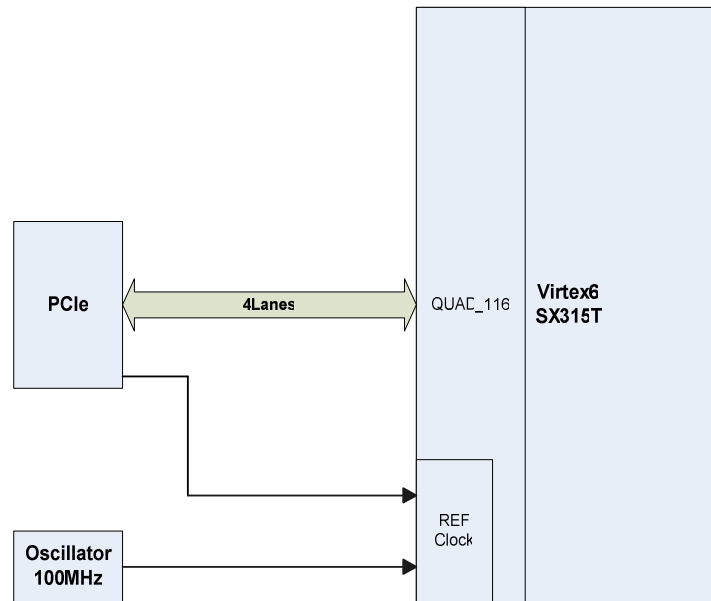 PCIe
4Lanes
QUAD_116
Virtex6
SX315T
REF
Clock
Oscillator
100MHz